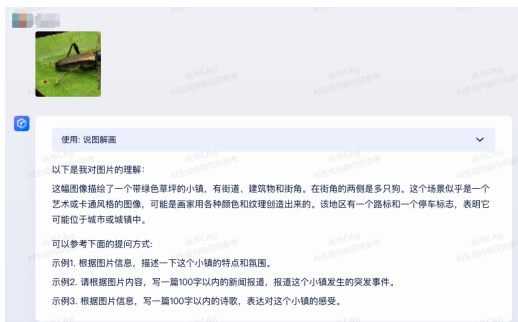 使用: 说图解画
以下是我对图片的理解:
这幅图像描绘了一个带绿色草坪的小镇，有街道、建筑物和街角。在街角的两侧是多只狗。这个场景似乎是一个
艺术或卡通风格的图像，可能是画家用各种颜色和纹理创造出来的。该地区有一个路标和一个停车标志，表明它
可能位于城市或城镇中。
可以参考下面的提问方式:
示例1. 根据图片信息，描述一下这个小镇的特点和氛围。
示例2. 请根据图片内容，写一篇100字以内的新闻报道，报道这个小镇发生的突发事件。
示例3. 根据图片信息，写一篇100字以内的诗歌，表达对这个小镇的感受。